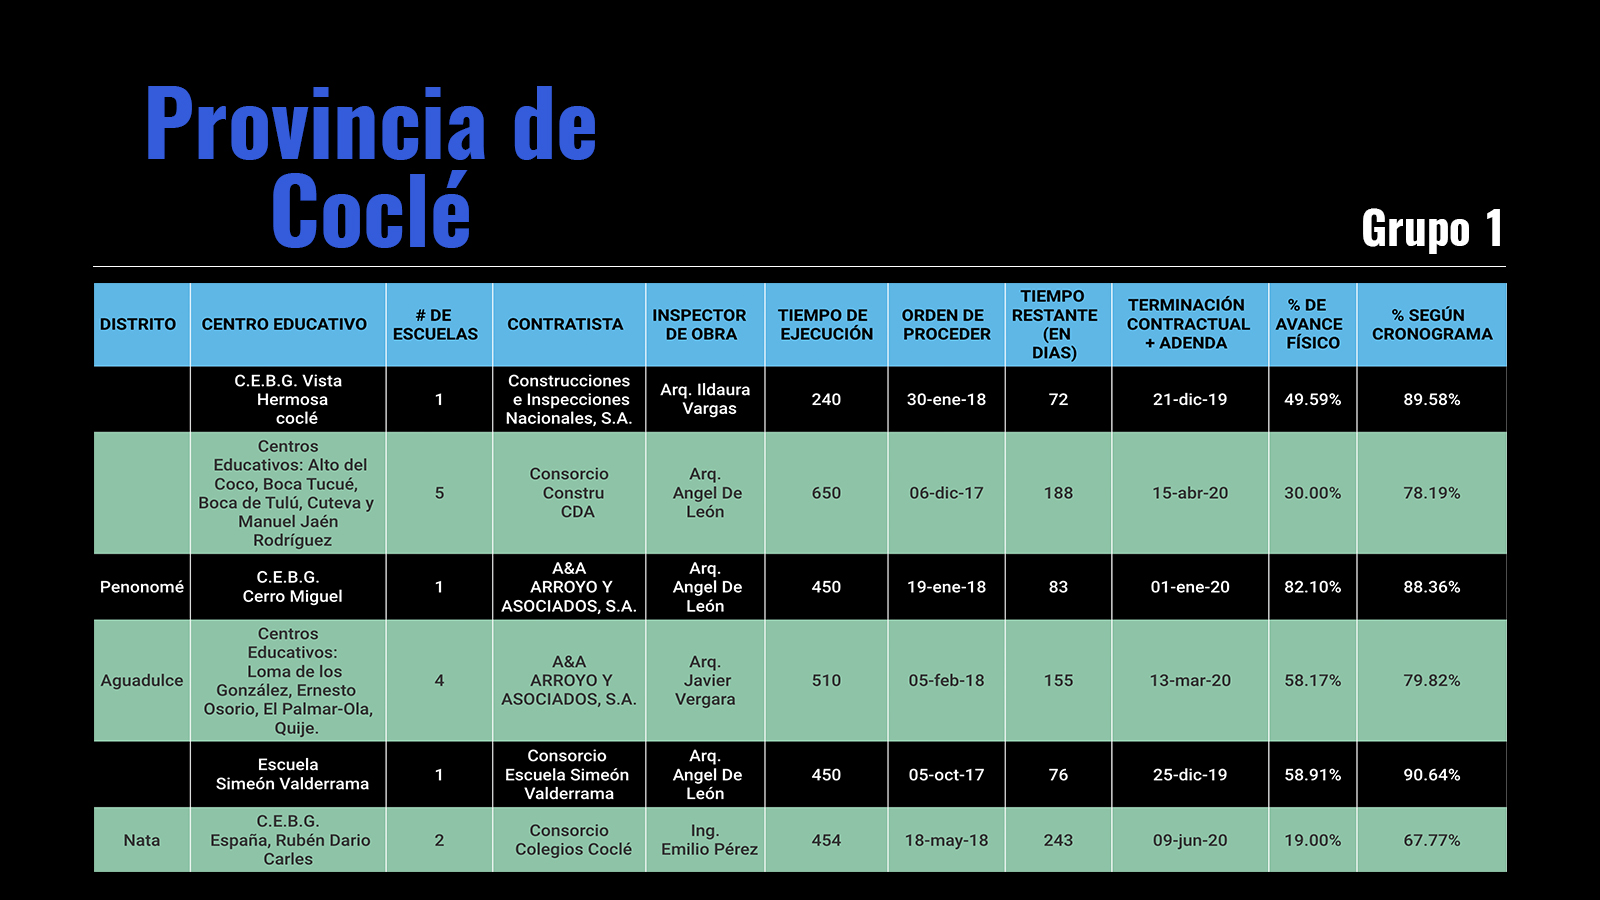 Provincia de
Coclé
Grupo 1
DISTRITO
CENTRO EDUCATIVO
# DE
ESCUELAS
CONTRATISTA
INSPECTOR
DE OBRA
TIEMPO DE
EJECUCIÓN
ORDEN DE
PROCEDER
TIEMPO
RESTANTE
(EN
DIAS)
TERMINACIÓN
CONTRACTUAL
+ ADENDA
% DE
AVANCE
FÍSICO
% SEGÚN
CRONOGRAMA
C.E.B.G. Vista
Hermosa
coclé
1
Construcciones
e Inspecciones
Nacionales, S.A.
Arq. Ildaura
Vargas
240
30-ene-18
72
21-dic-19
49.59%
89.58%
Centros
Educativos: Alto del
Coco, Boca Tucué,
Boca de Tulú, Cuteva y
Manuel Jaén
Rodríguez
5
Consorcio
Constru
CDA
Arq.
Angel De
León
650
06-dic-17
188
15-abr-20
30.00%
78.19%
Penonomé
C.E.B.G.
Cerro Miguel
1
A&A
ARROYO Y
ASOCIADOS, S.A.
Arq.
Angel De
León
450
19-ene-18
83
01-ene-20
82.10%
88.36%
Aguadulce
Centros
Educativos:
Loma de los
González, Ernesto
Osorio, El Palmar-Ola,
Quije.
4
A&A
ARROYO Y
ASOCIADOS, S.A.
Arq.
Javier
Vergara
510
05-feb-18
155
13-mar-20
58.17%
79.82%
Escuela
Simeón Valderrama
1
Consorcio
Escuela Simeón
Valderrama
Arq.
Angel De
León
450
05-oct-17
76
25-dic-19
58.91%
90.64%
Nata
C.E.B.G.
España, Rubén Dario
Carles
2
Consorcio
Colegios Coclé
Ing.
Emilio Pérez
454
18-may-18
243
09-jun-20
19.00%
67.77%